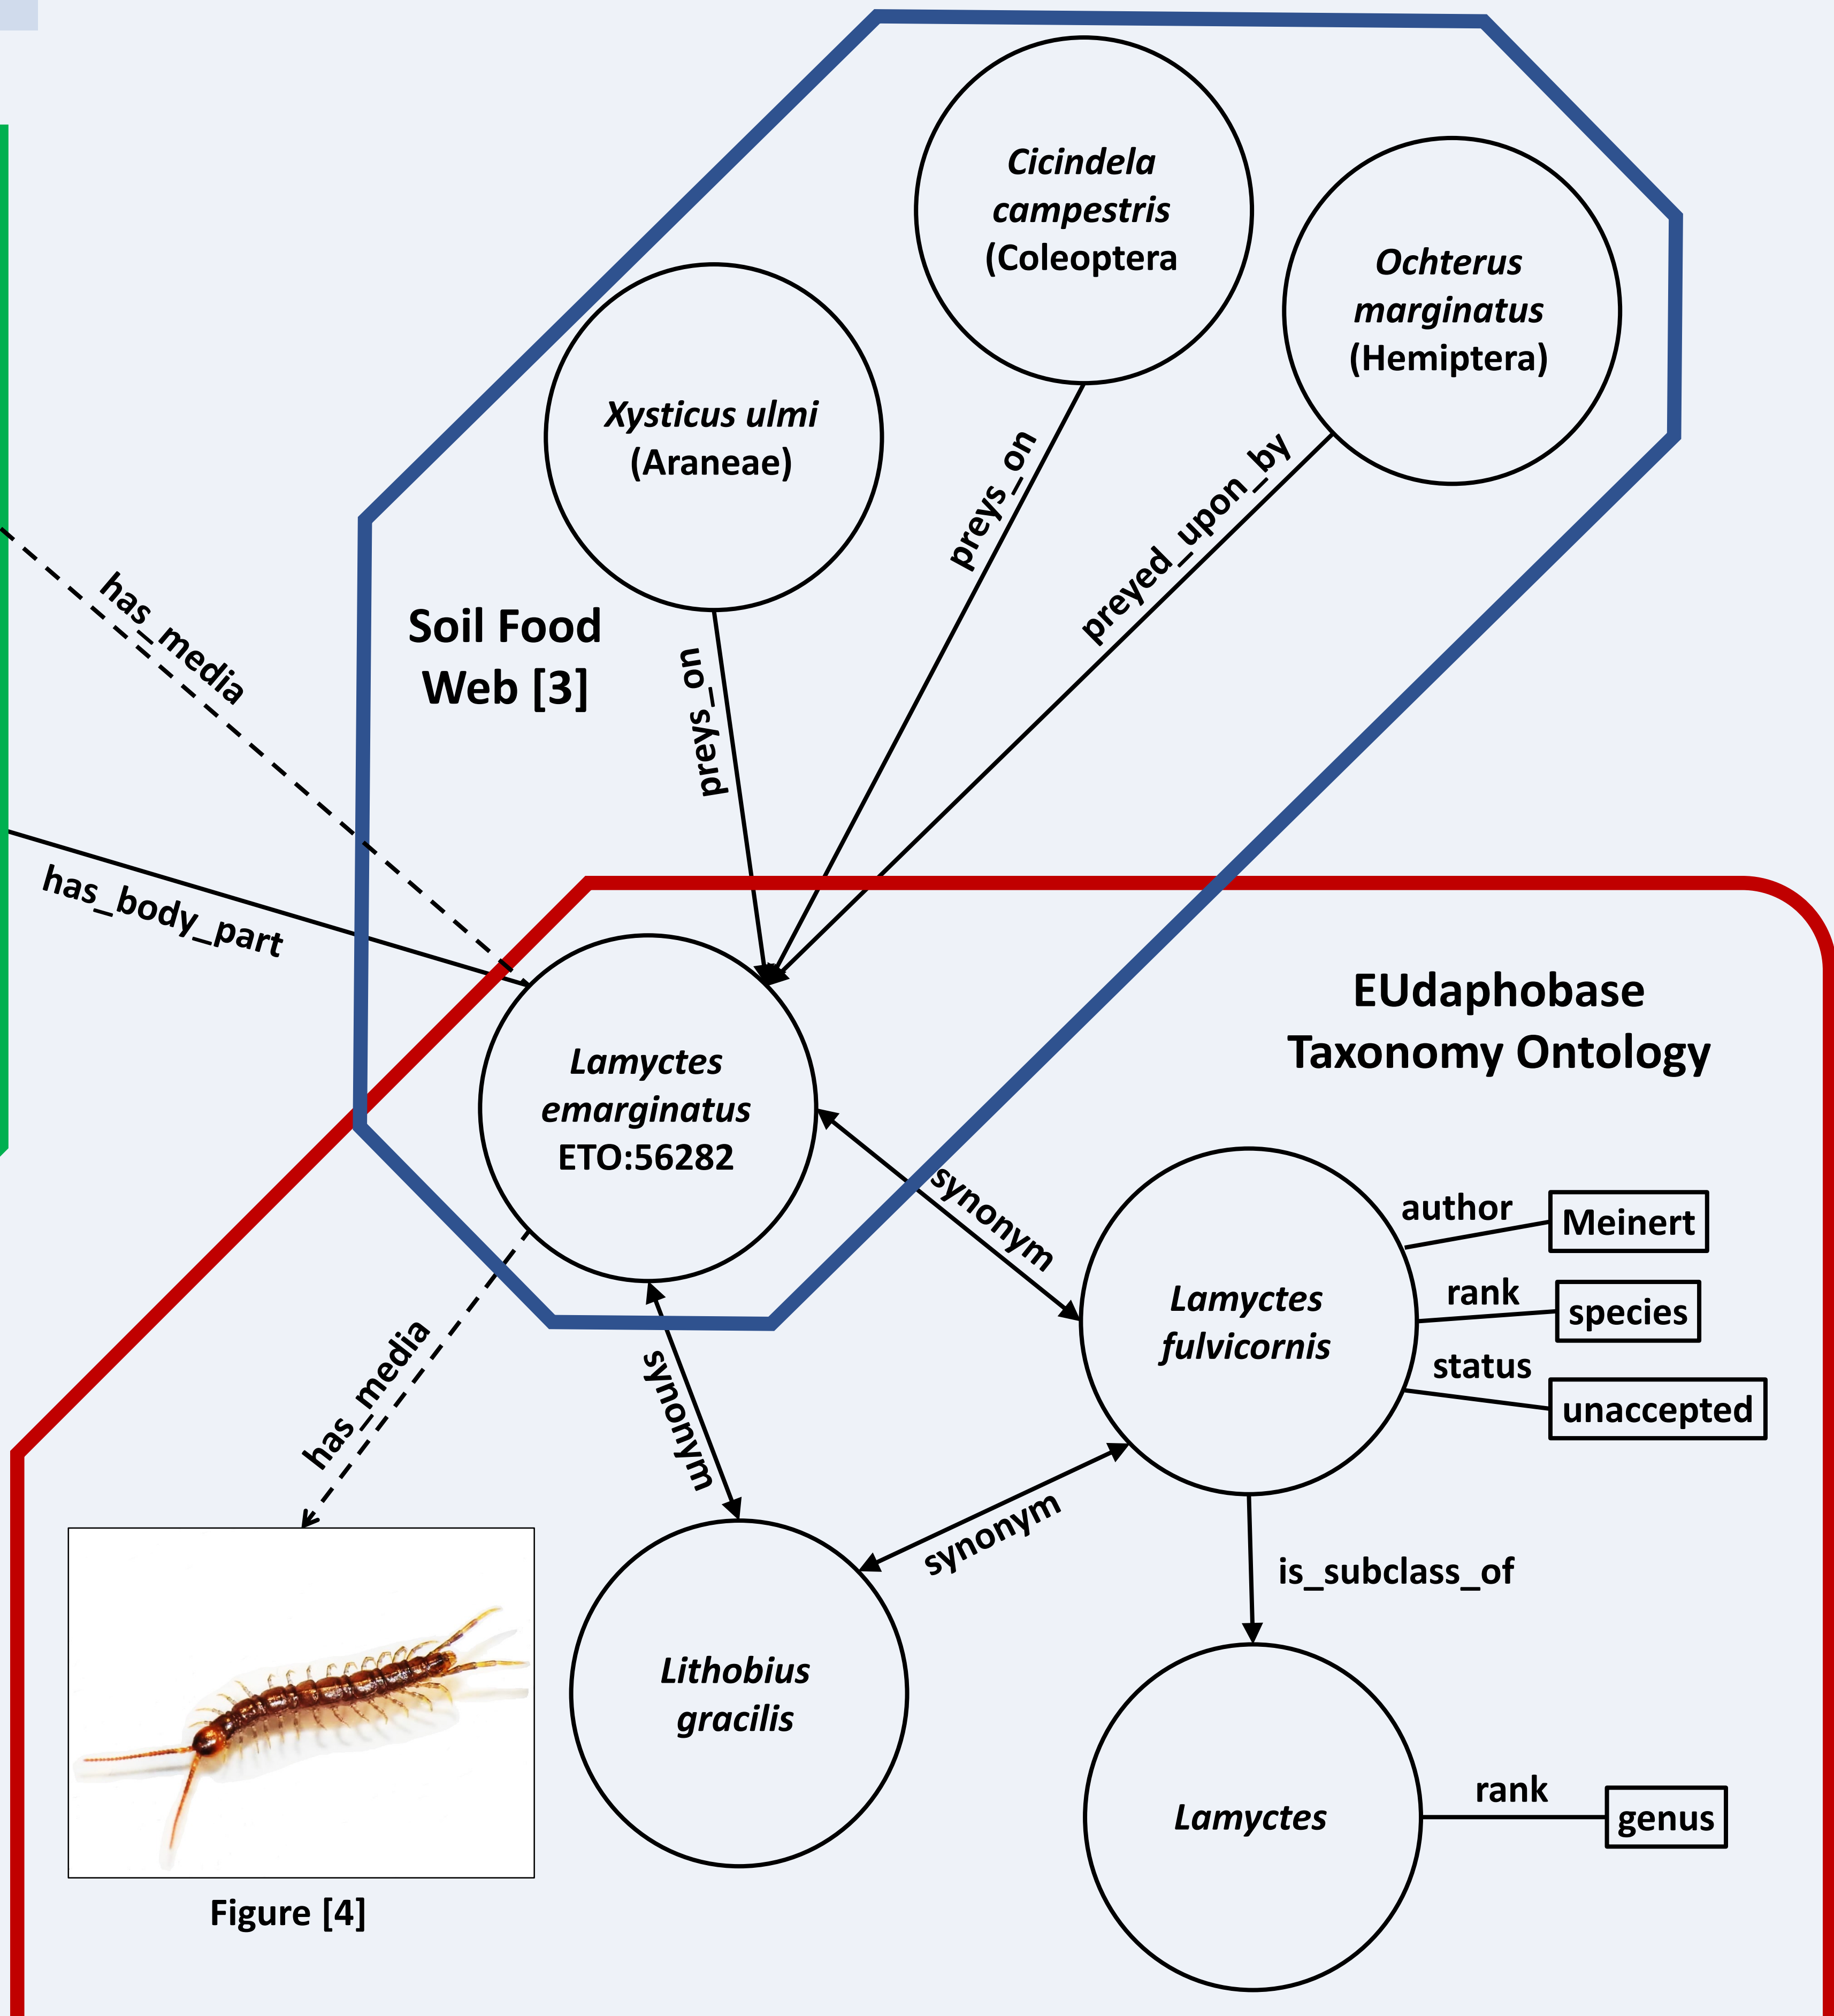 Cicindela
campestris
(Coleoptera
Ochterus
marginatus
(Hemiptera)
Xysticus ulmi
(Araneae)
preys_on
preyed_upon_by
has_media
Soil Food
Web [3]
preys_on
has_body_part
EUdaphobase
Taxonomy Ontology
Lamyctes
emarginatus
ETO:56282
synonym
author
Meinert
rank
species
status
unaccepted
Lamyctes
fulvicornis
has_media
synonym
synonym
is_subclass_of
Lithobius
gracilis
Lamyctes
rank
genus
Figure [4]